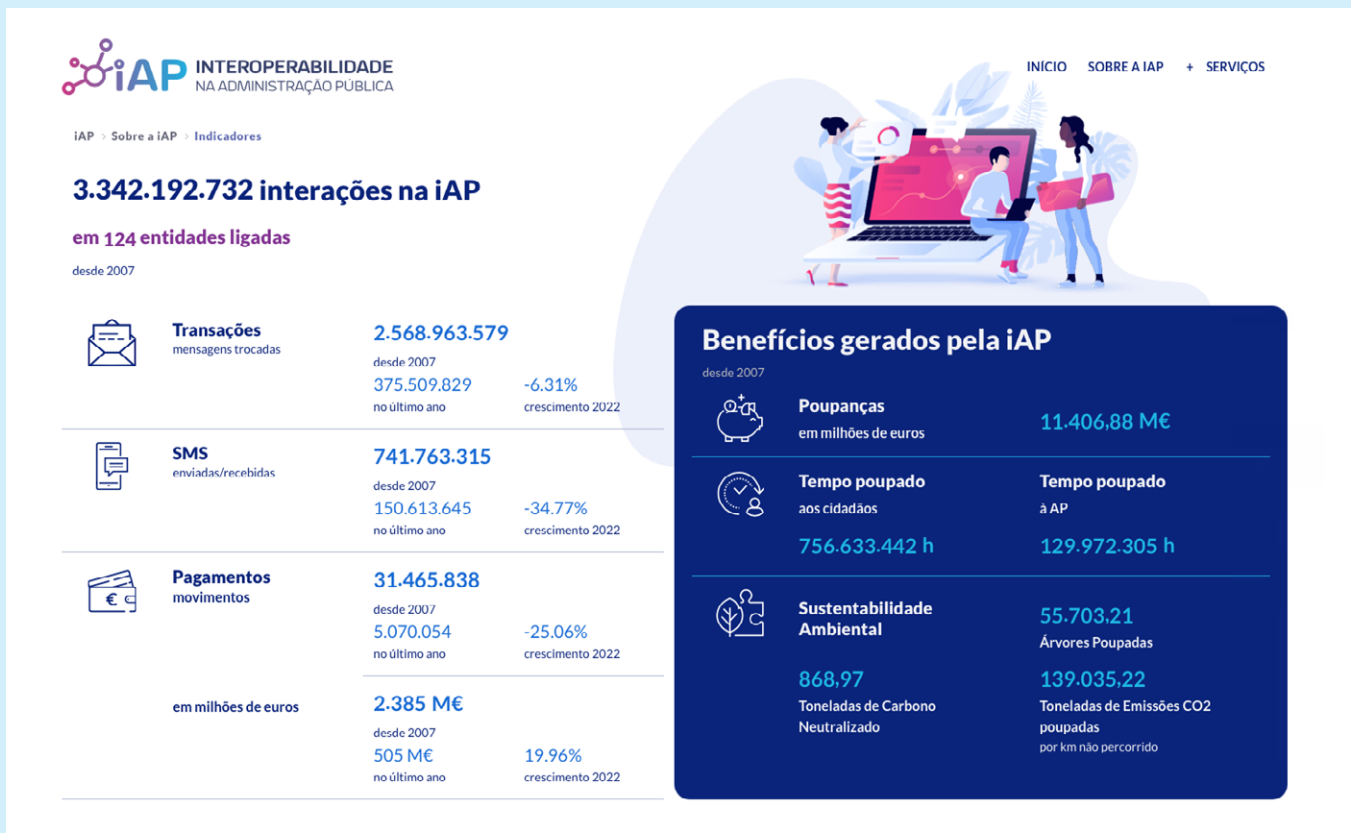 iAP INTEROPERABILIDADE
NA ADMINISTRAÇÃO PÚBLICA
INÍCIO SOBRE A IAP + SERVIÇOS
iAP > Sobre a iAP > Indicadores
3.342.192.732 interações na iAP
em 124 entidades ligadas
desde 2007
Transações
mensagens trocadas
2.568.963.579
desde 2007
375.509.829 -6.31%
no último ano crescimento 2022
SMS
enviadas/recebidas
741.763.315
desde 2007
150.613.645 -34.77%
no último ano crescimento 2022
Pagamentos
movimentos
31.465.838
desde 2007
5.070.054 -25.06%
no último ano crescimento 2022
em milhões de euros
2.385 M€
desde 2007
505 M€ 19.96%
no último ano crescimento 2022
Benefícios gerados pela iAP
desde 2007
Poupanças
em milhões de euros
11.406,88 M€
Tempo poupado
aos cidadãos
756.633.442 h
Tempo poupado
à AP
129.972.305 h
Sustentabilidade
Ambiental
55.703,21
Árvores Poupadas
868,97
Toneladas de Carbono
Neutralizado
139.035,22
Toneladas de Emissões CO2
poupadas
por km não percorrido